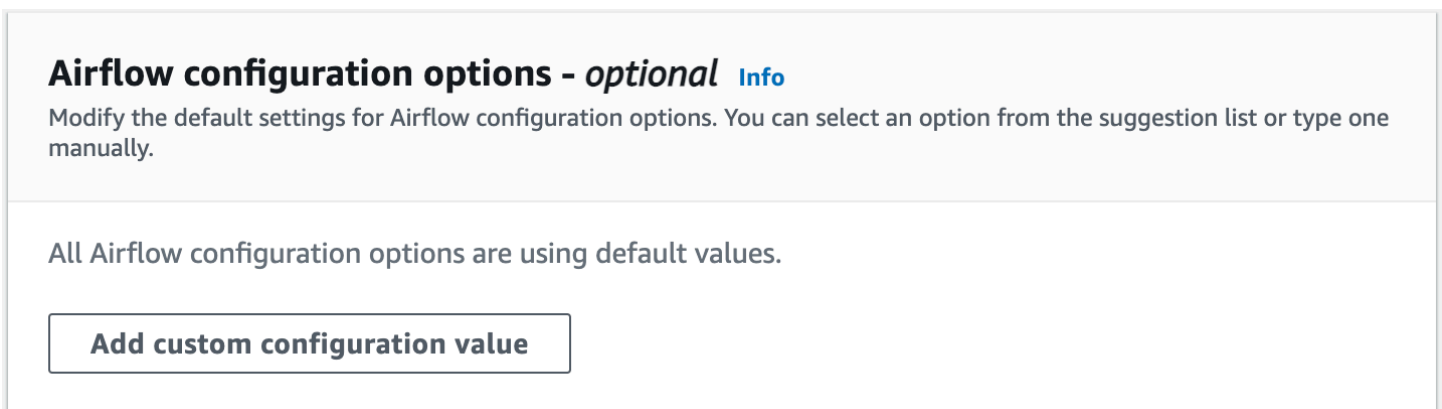 Airflow configuration options - optional Info
Modify the default settings for Airflow configuration options. You can select an option from the suggestion list or type one
manually.
All Airflow configuration options are using default values.
Add custom configuration value